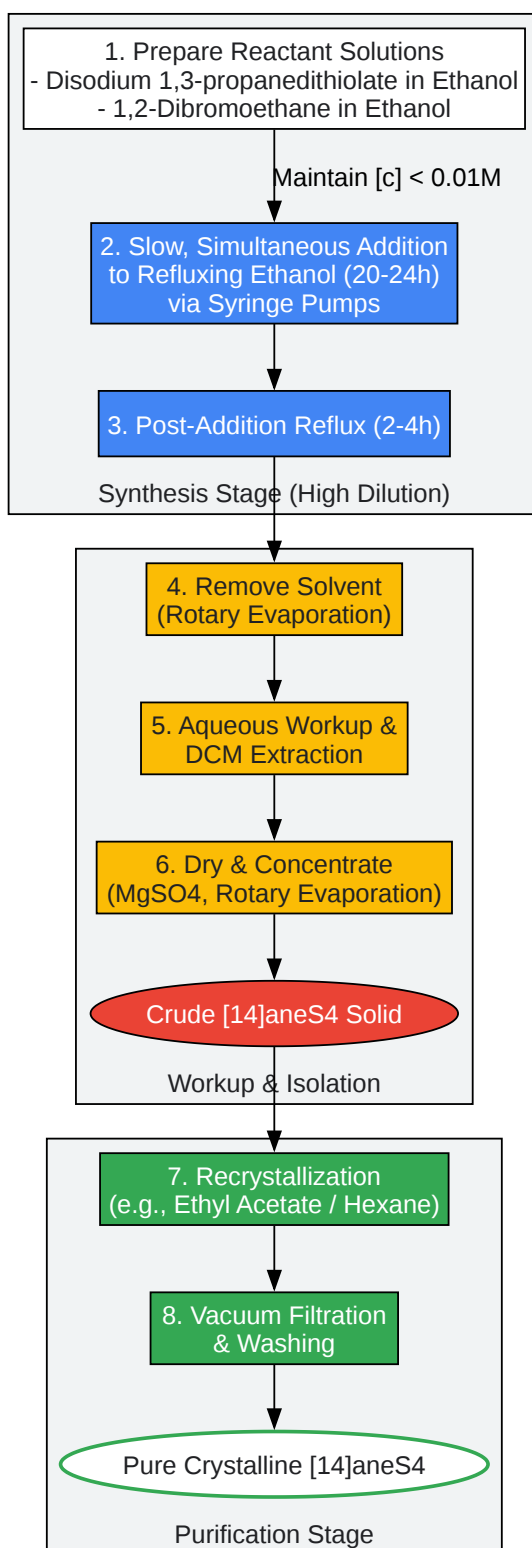 1. Prepare Reactant Solutions
- Disodium 1,3-propanedithiolate in Ethanol
- 1,2-Dibromoethane in Ethanol
Maintain [c] < 0.01M
2. Slow, Simultaneous Addition
to Refluxing Ethanol (20-24h)
via Syringe Pumps
3. Post-Addition Reflux (2-4h)
Synthesis Stage (High Dilution)
4. Remove Solvent
(Rotary Evaporation)
5. Aqueous Workup &
DCM Extraction
6. Dry & Concentrate
(MgSO4, Rotary Evaporation)
Crude [14]aneS4 Solid
Workup & Isolation
7. Recrystallization
(e.g., Ethyl Acetate / Hexane)
8. Vacuum Filtration
& Washing
Pure Crystalline [14]aneS4
Purification Stage